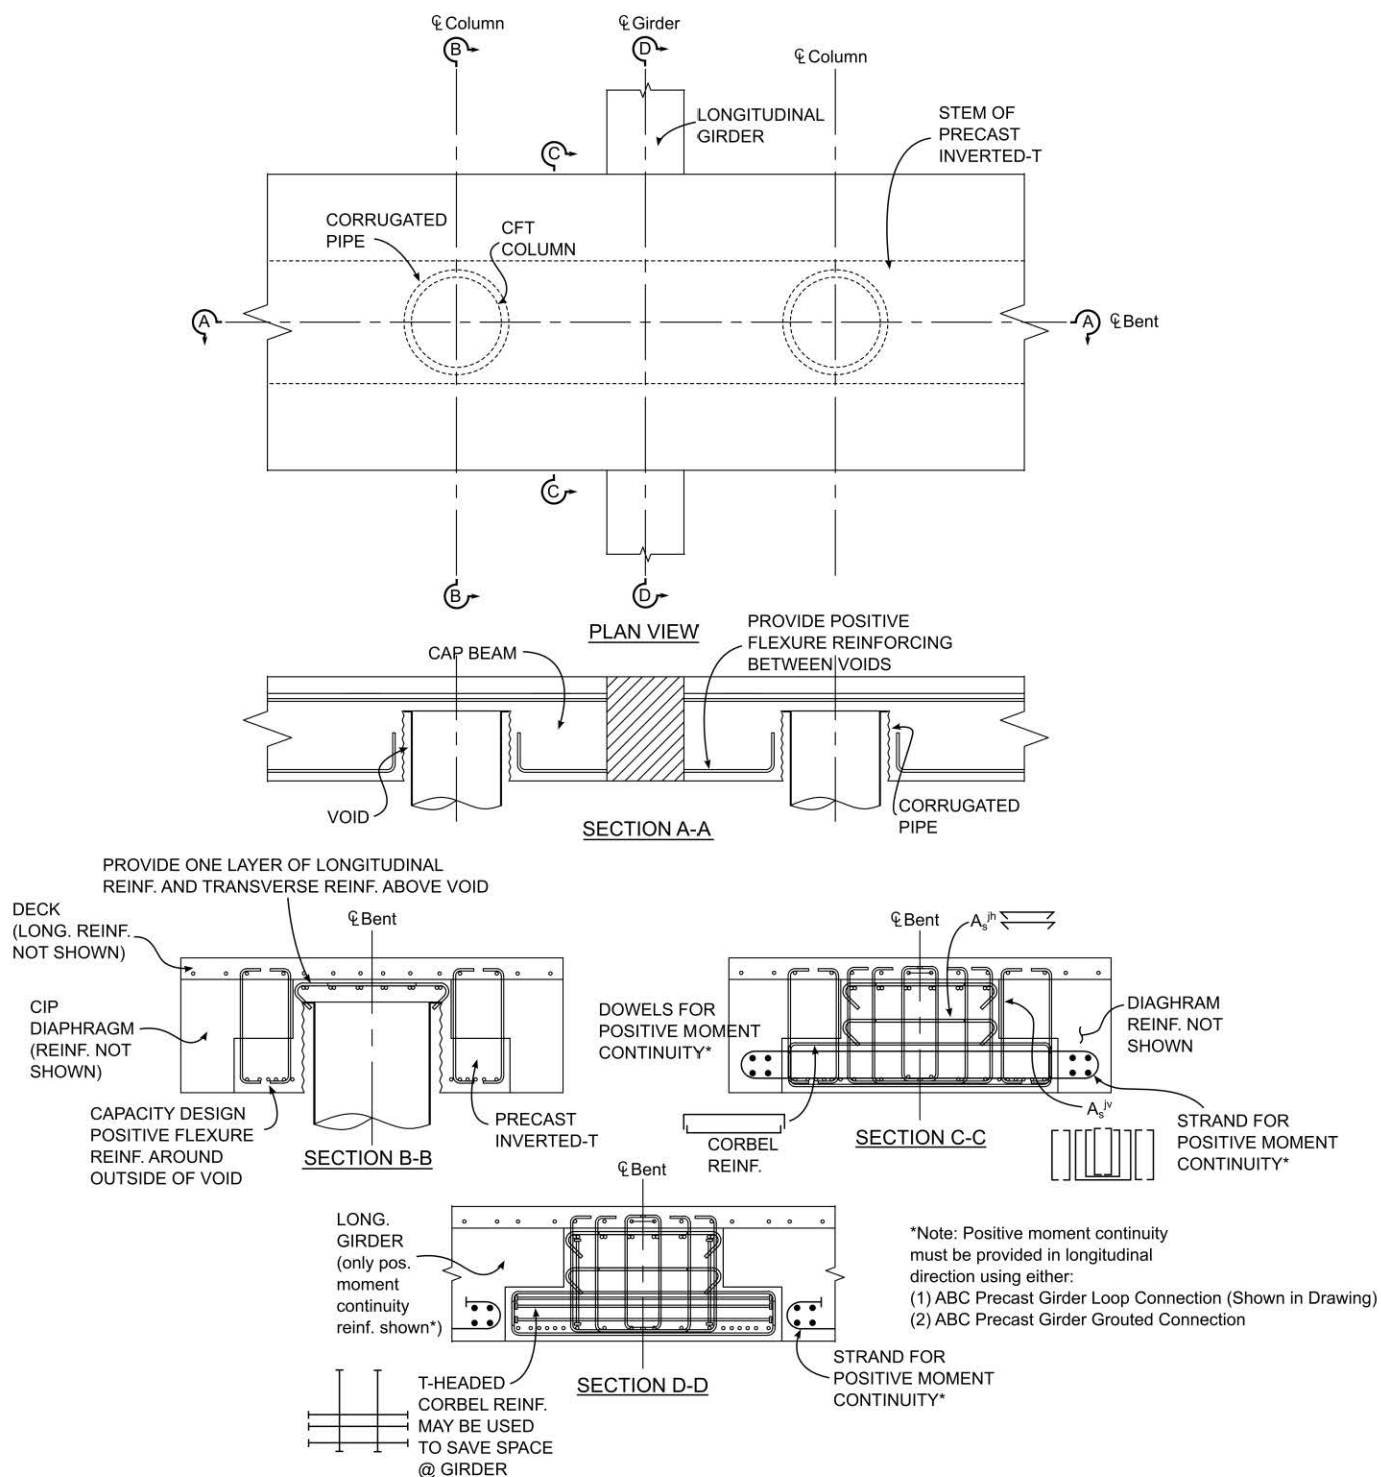 ℄ Column
℄ Girder
B
D
℄ Column
LONGITUDINAL
GIRDER
STEM OF
PRECAST
INVERTED-T
C
CORRUGATED
PIPE
CFT
COLUMN
A
A
℄ Bent
C
B
D
PLAN VIEW
PROVIDE POSITIVE
FLEXURE REINFORCING
BETWEEN VOIDS
CAP BEAM
VOID
CORRUGATED
PIPE
SECTION A-A
PROVIDE ONE LAYER OF LONGITUDINAL
REINF. AND TRANSVERSE REINF. ABOVE VOID
DECK
(LONG. REINF.
NOT SHOWN)
℄ Bent
CIP
DIAPHRAGM
(REINF. NOT
SHOWN)
CAPACITY DESIGN
POSITIVE FLEXURE
REINF. AROUND
OUTSIDE OF VOID
PRECAST
INVERTED-T
SECTION B-B
℄ Bent
Asʲʰ
DOWELS FOR
POSITIVE MOMENT
CONTINUITY*
DIAGHRAM
REINF. NOT
SHOWN
CORBEL
REINF.
Asʲᵛ
SECTION C-C
STRAND FOR
POSITIVE MOMENT
CONTINUITY*
℄ Bent
LONG.
GIRDER
(only pos.
moment
continuity
reinf. shown*)
*Note: Positive moment continuity
must be provided in longitudinal
direction using either:
(1) ABC Precast Girder Loop Connection (Shown in Drawing)
(2) ABC Precast Girder Grouted Connection
T-HEADED
CORBEL REINF.
MAY BE USED
TO SAVE SPACE
@ GIRDER
SECTION D-D
STRAND FOR
POSITIVE MOMENT
CONTINUITY*